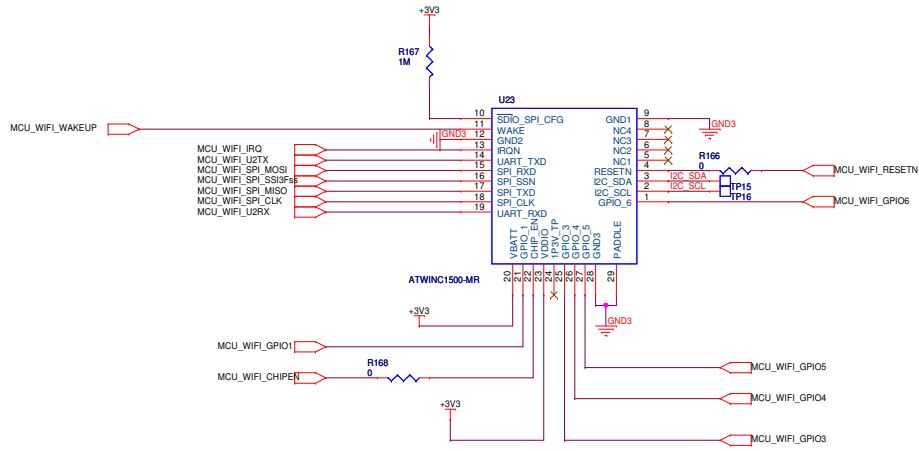 +3V3
R167
1M
U23
10 SDIO_SPI_CFG GND1 9
MCU_WIFI_WAKEUP 11 WAKE NC4 8 GND3
GND3 12 GND2 NC3 7
MCU_WIFI_IRQ 13 IRQN NC2 6
MCU_WIFI_U2TX 14 UART_TXD NC1 5 R166
MCU_WIFI_SPI_MOSI 15 SPI_RXD RESETN 4 0 MCU_WIFI_RESETN
MCU_WIFI_SPI_SSI3Fss 16 SPI_SSN I2C_SDA 3 I2C_SDA
MCU_WIFI_SPI_MISO 17 SPI_TXD I2C_SCL 2 I2C_SCL TP15
MCU_WIFI_SPI_CLK 18 SPI_CLK GPIO_6 1 TP16 MCU_WIFI_GPIO6
MCU_WIFI_U2RX 19 UART_RXD
VBATT GPIO_1 CHIP_EN VDDIO 1P3V_TP GPIO_3 GPIO_4 GPIO_5 GND3 PADDLE
20 21 22 23 24 25 26 27 28 29
ATWINC1500-MR
+3V3
GND3
MCU_WIFI_GPIO1
R168
MCU_WIFI_CHIPEN 0
MCU_WIFI_GPIO5
MCU_WIFI_GPIO4
+3V3
MCU_WIFI_GPIO3